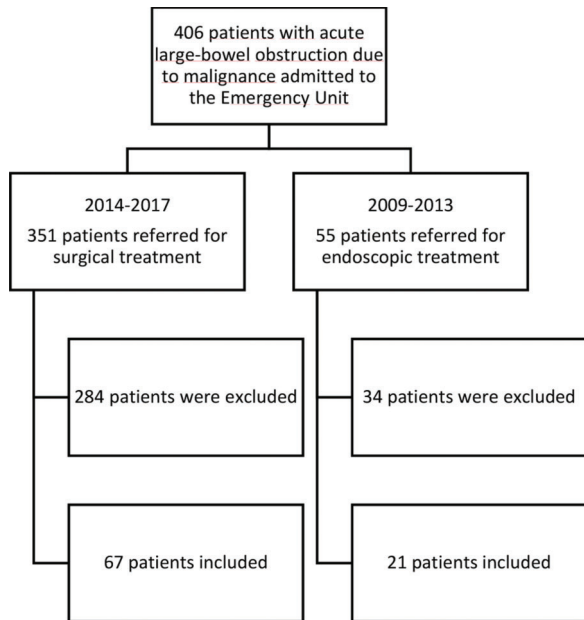 406 patients with acute
large-bowel obstruction due
to malignance admitted to
the Emergency Unit
2014-2017
351 patients referred for
surgical treatment
2009-2013
55 patients referred for
endoscopic treatment
284 patients were excluded
34 patients were excluded
67 patients included
21 patients included